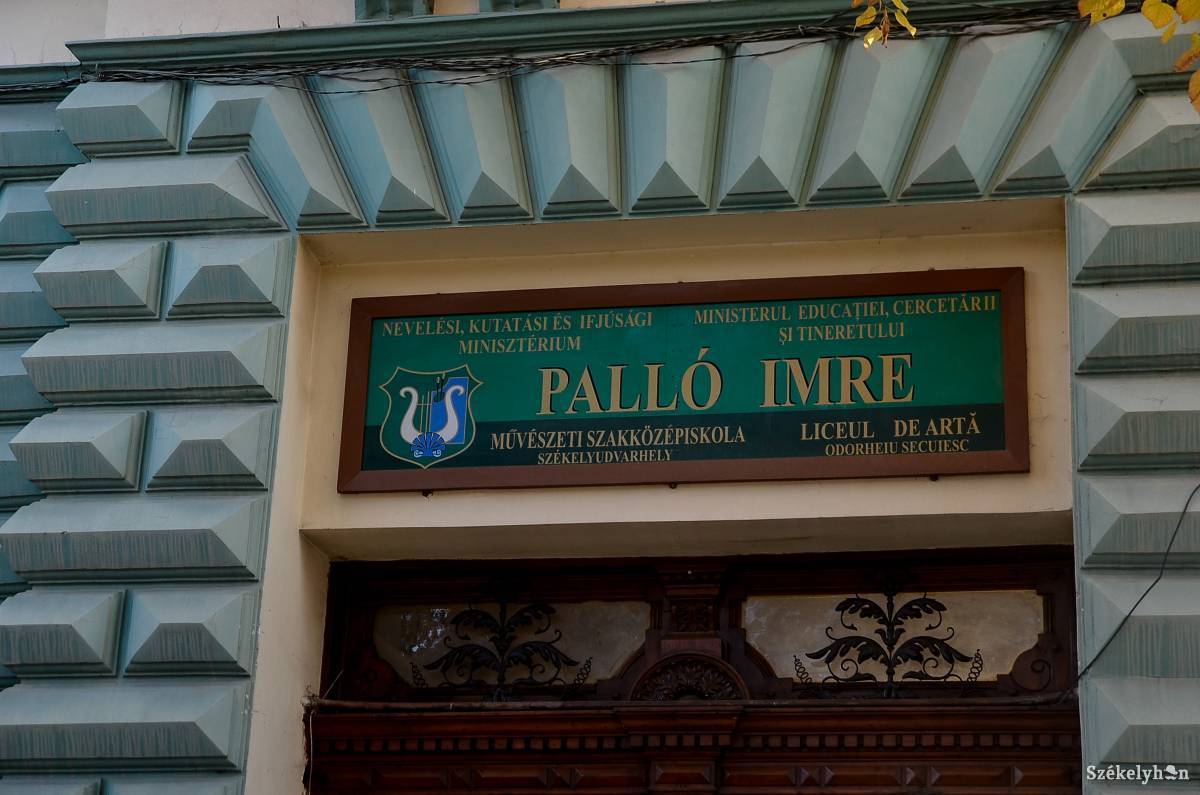 NEVELÉSI, KUTATÁSI ÉS IFJÚSÁGI
MINISZTÉRIUM
MINISTERUL EDUCAȚIEI, CERCETĂRII
ȘI TINERETULUI
PALLÓ IMRE
MŰVÉSZETI SZAKKÖZÉPISKOLA
SZÉKELYUDVARHELY
LICEUL DE ARTĂ
ODORHEIU SECUIESC
Székelyhon